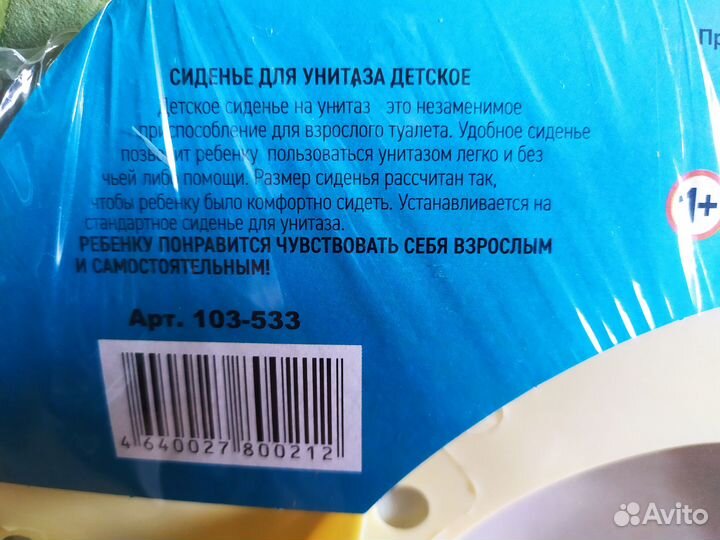 Пр
СИДЕНЬЕ ДЛЯ УНИТАЗА ДЕТСКОЕ
Детское сиденье на унитаз это незаменимое
приспособление для взрослого туалета. Удобное сиденье
позволит ребенку пользоваться унитазом легко и без
чьей либо помощи. Размер сиденья рассчитан так,
чтобы ребенку было комфортно сидеть. Устанавливается на
стандартное сиденье для унитаза.
РЕБЕНКУ ПОНРАВИТСЯ ЧУВСТВОВАТЬ СЕБЯ ВЗРОСЛЫМ
И САМОСТОЯТЕЛЬНЫМ!
1+
Арт. 103-533
4 640027 800212
Avito